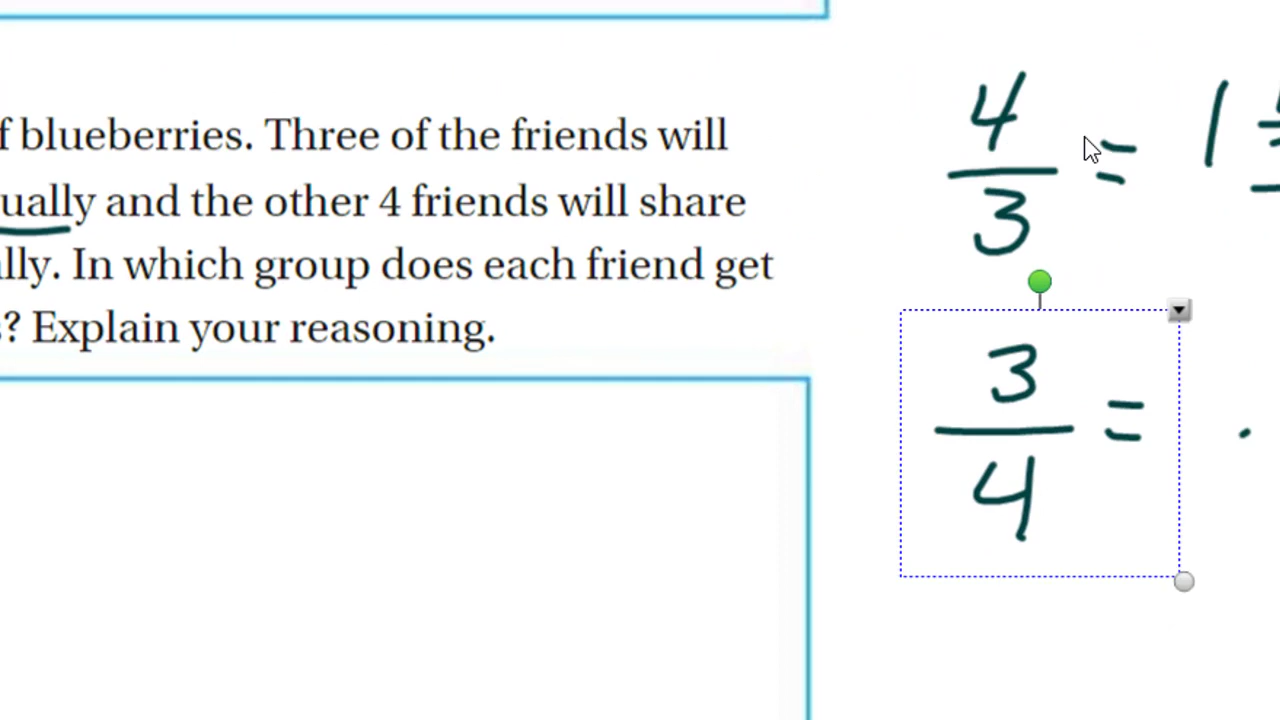 f blueberries. Three of the friends will
ually and the other 4 friends will share
lly. In which group does each friend get
? Explain your reasoning.
4/3 = 1
3/4 = .